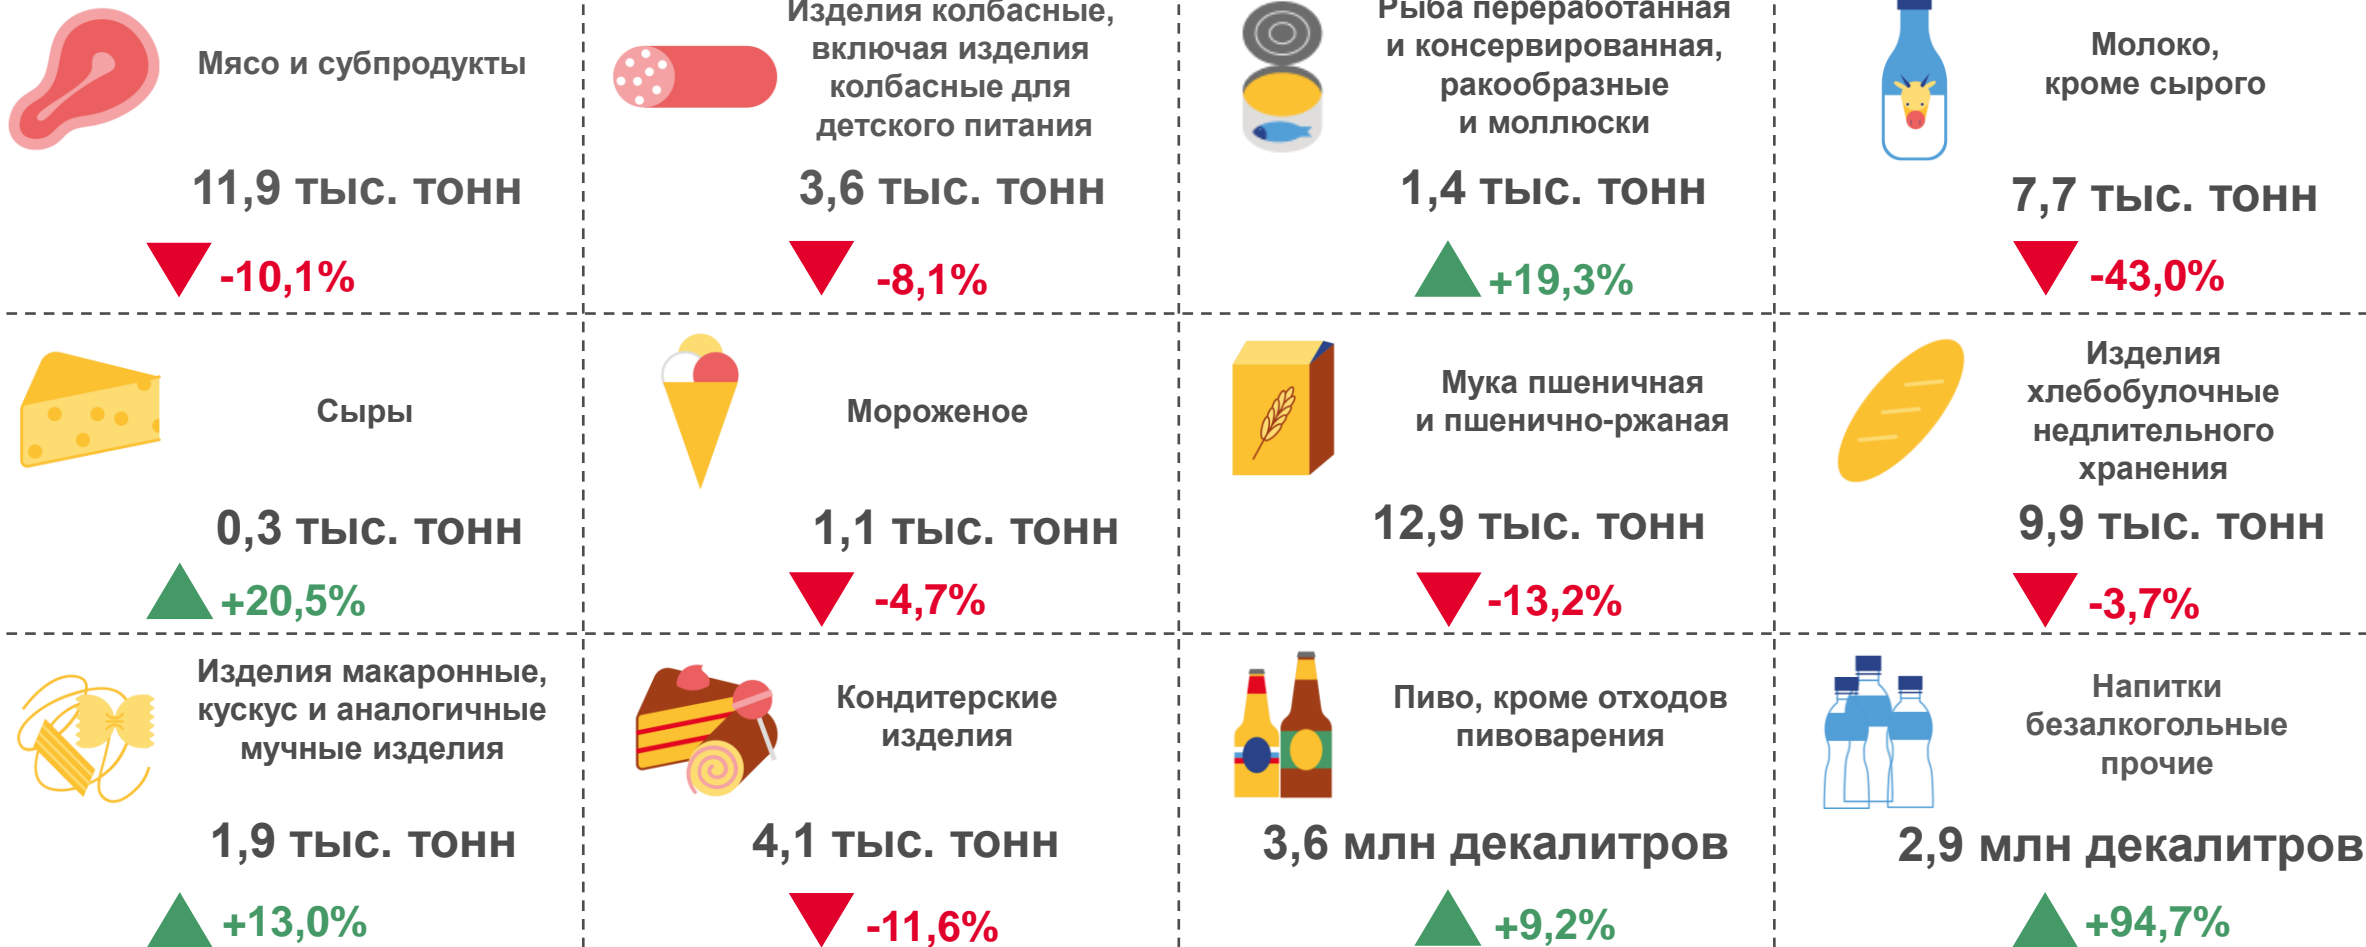 Мясо и субпродукты
11,9 тыс. тонн
-10,1%
Изделия колбасные,
включая изделия
колбасные для
детского питания
3,6 тыс. тонн
-8,1%
Рыба переработанная
и консервированная,
ракообразные
и моллюски
1,4 тыс. тонн
+19,3%
Молоко,
кроме сырого
7,7 тыс. тонн
-43,0%
Сыры
0,3 тыс. тонн
+20,5%
Мороженое
1,1 тыс. тонн
-4,7%
Мука пшеничная
и пшенично-ржаная
12,9 тыс. тонн
-13,2%
Изделия
хлебобулочные
недлительного
хранения
9,9 тыс. тонн
-3,7%
Изделия макаронные,
кускус и аналогичные
мучные изделия
1,9 тыс. тонн
+13,0%
Кондитерские
изделия
4,1 тыс. тонн
-11,6%
Пиво, кроме отходов
пивоварения
3,6 млн декалитров
+9,2%
Напитки
безалкогольные
прочие
2,9 млн декалитров
+94,7%